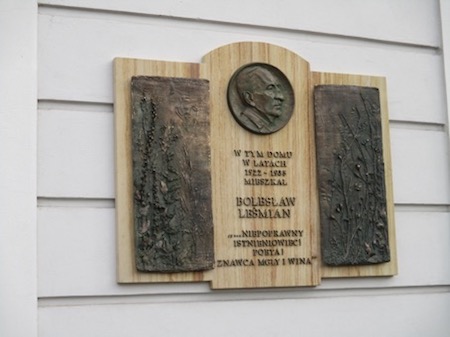 W TYM DOMU
W LATACH
1922 - 1935
MIESZKAŁ
BOLESŁAW
LEŚMIAN
„...NIEPOPRAWNY
ISTNIENIOWIEC!
POETA I
ZNAWCA MGŁY I WINA"